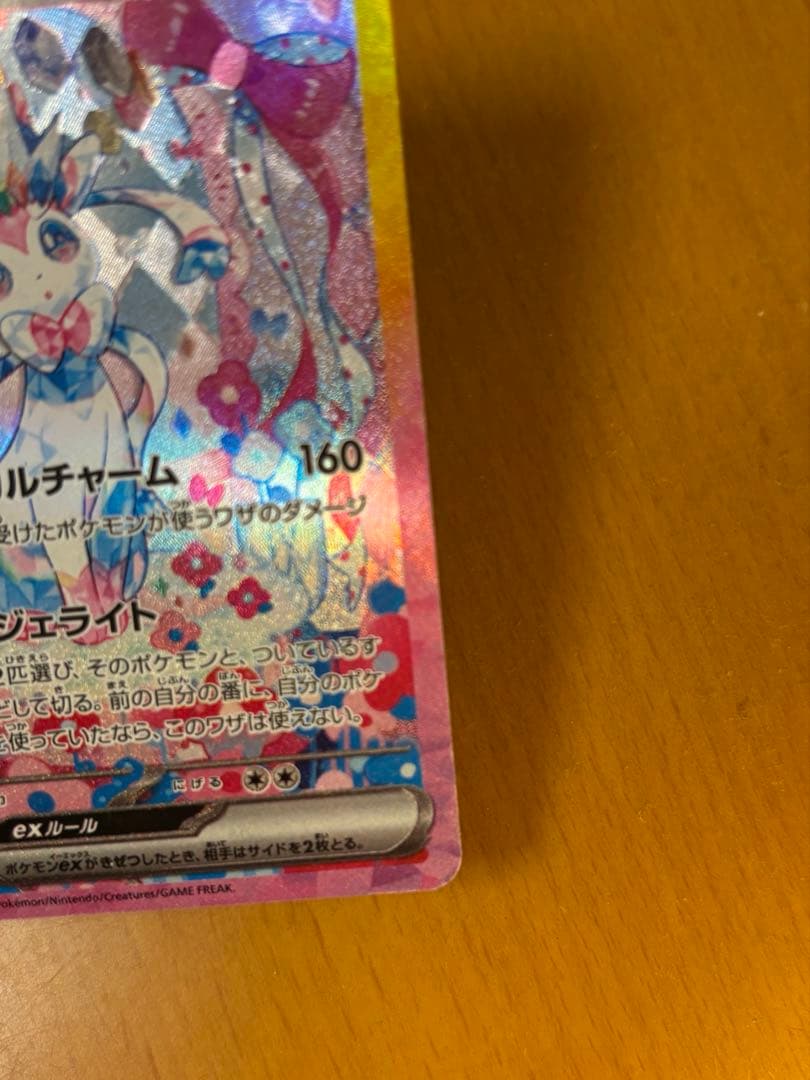 ルチャーム 160
受けたポケモンが使うワザのダメージ
ジェライト
匹選び、そのポケモンと、ついているす
どして切る。前の自分の番に、自分のポケ
を使っていたなら、このワザは使えない。
にげる
exルール
ポケモンexがきぜつしたとき、相手はサイドを2枚とる。
Pokémon/Nintendo/Creatures/GAME FREAK.